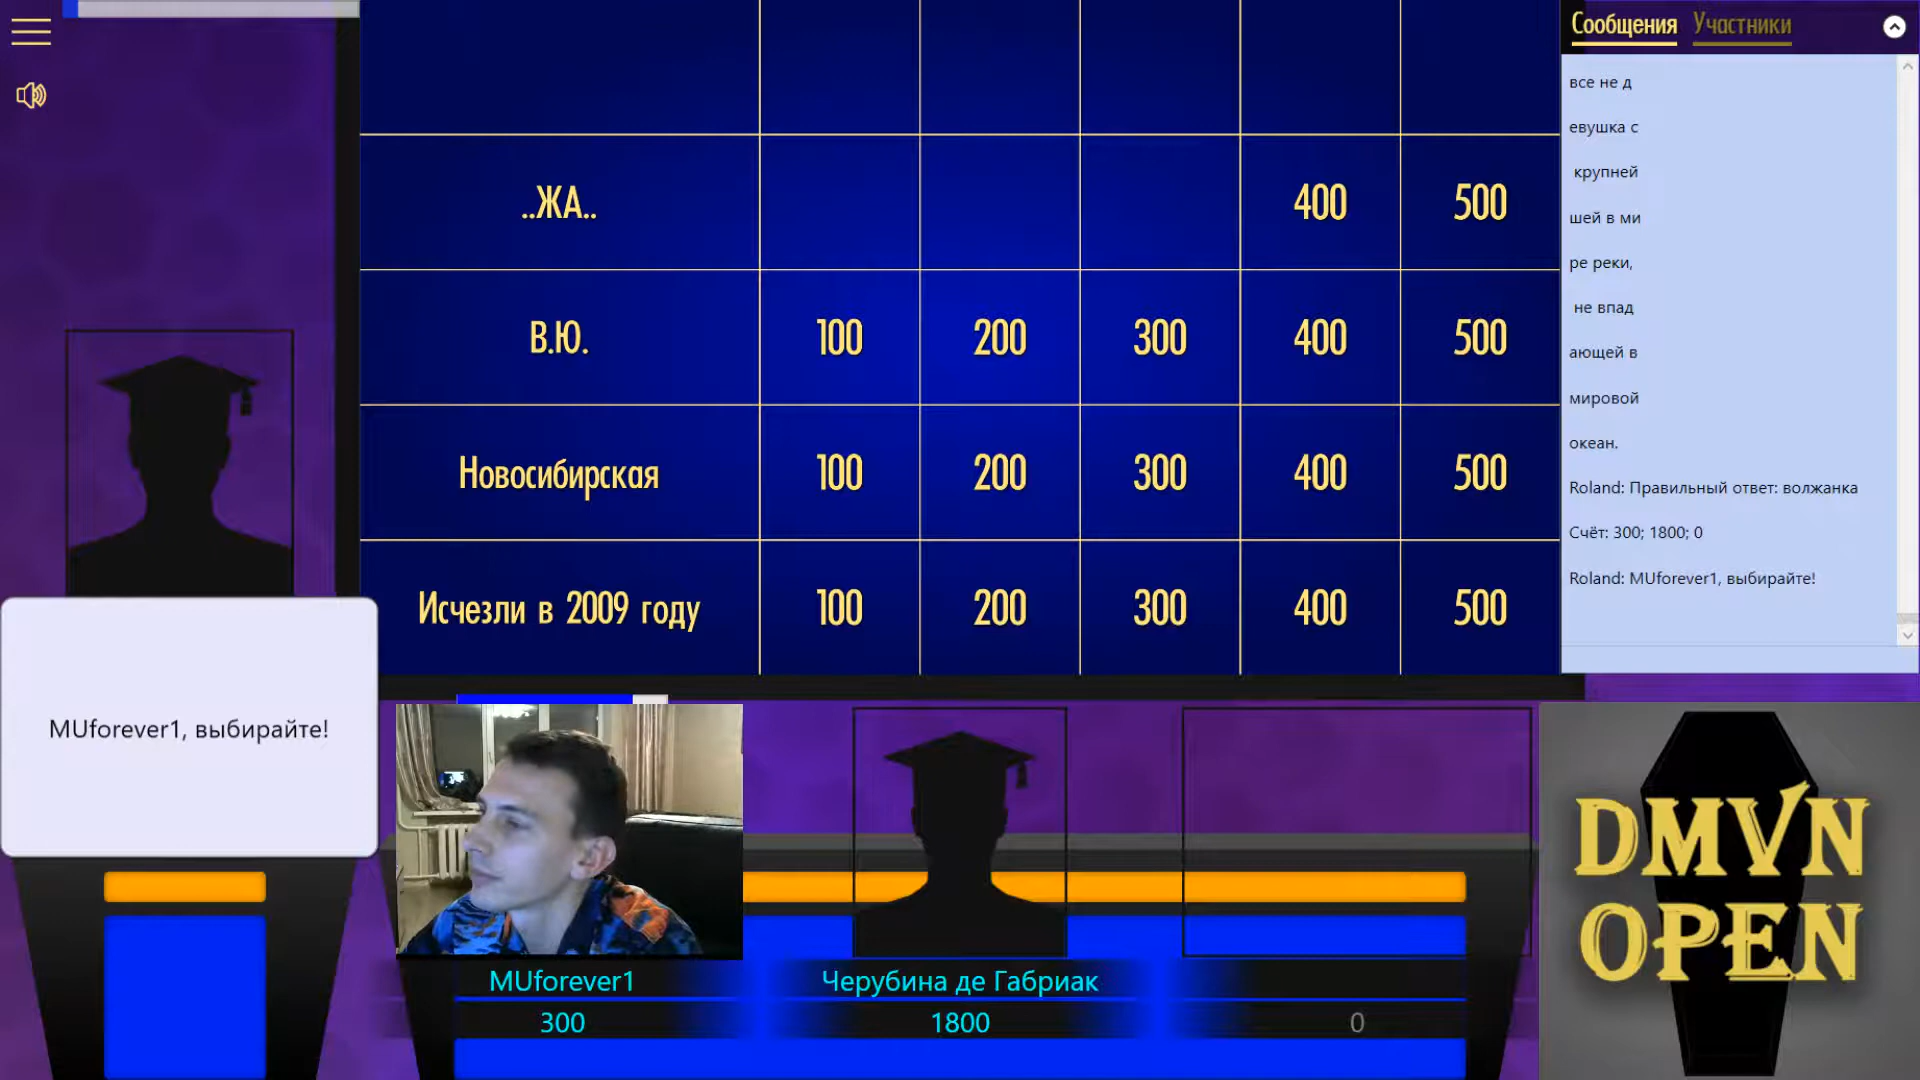 Сообщения Участники
..ЖА.. 400 500
В.Ю. 100 200 300 400 500
Новосибирская 100 200 300 400 500
Исчезли в 2009 году 100 200 300 400 500
все не д
евушка с
крупней
шей в ми
ре реки,
не впад
ающей в
мировой
океан.
Roland: Правильный ответ: волжанка
Счёт: 300; 1800; 0
Roland: MUforever1, выбирайте!
MUforever1, выбирайте!
MUforever1 Черубина де Габриак
300 1800 0
DMVN
OPEN